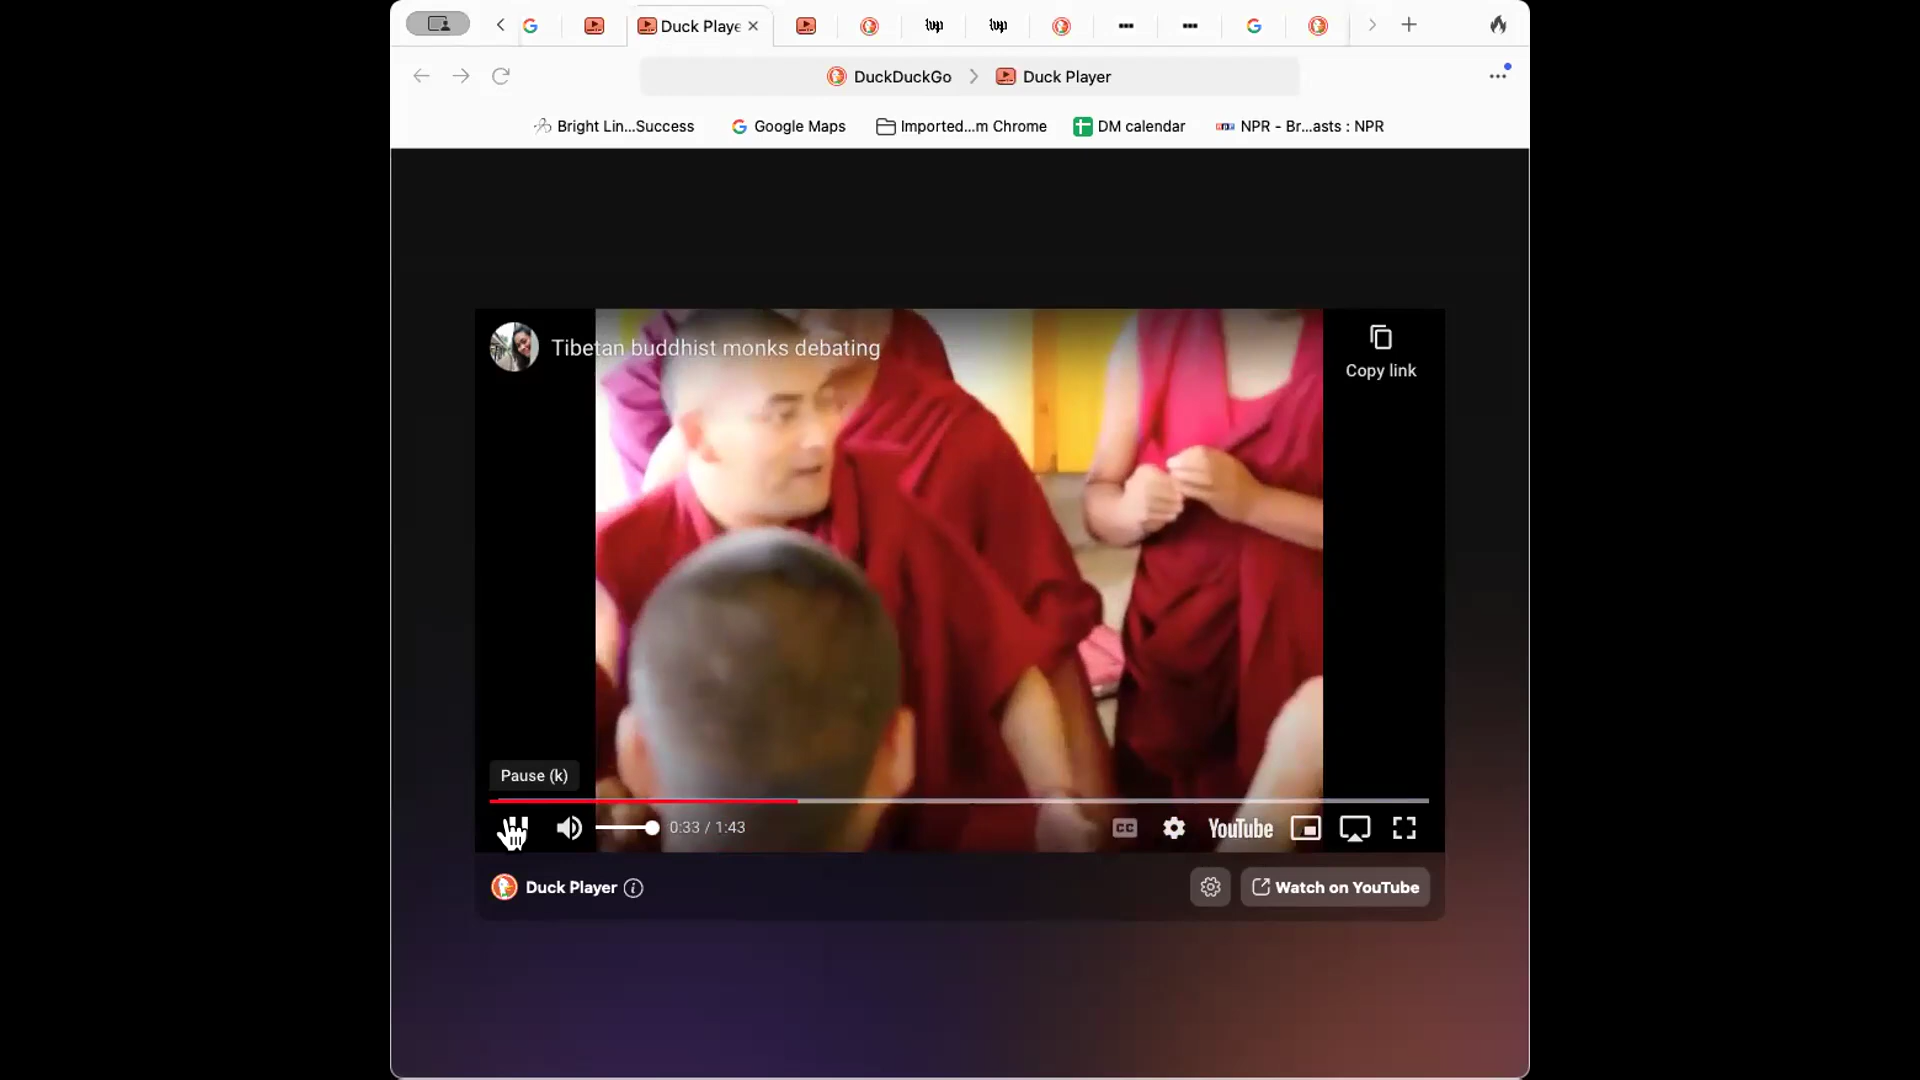 Duck Playe
DuckDuckGo
Duck Player
Bright Lin...Success
Google Maps
Imported...m Chrome
DM calendar
NPR - Br...asts : NPR
Tibetan buddhist monks debating
Copy link
Pause (k)
0:33 / 1:43
CC
YouTube
Duck Player
Watch on YouTube